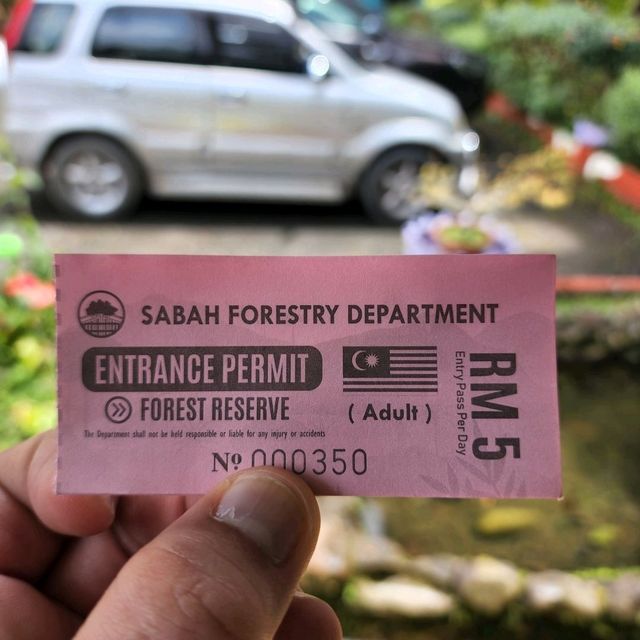 SABAH FORESTRY DEPARTMENT
ENTRANCE PERMIT
FOREST RESERVE
( Adult )
The Department shall not be held responsible or liable for any injury or accidents
Nº 000350
RM 5
Entry Pass Per Day